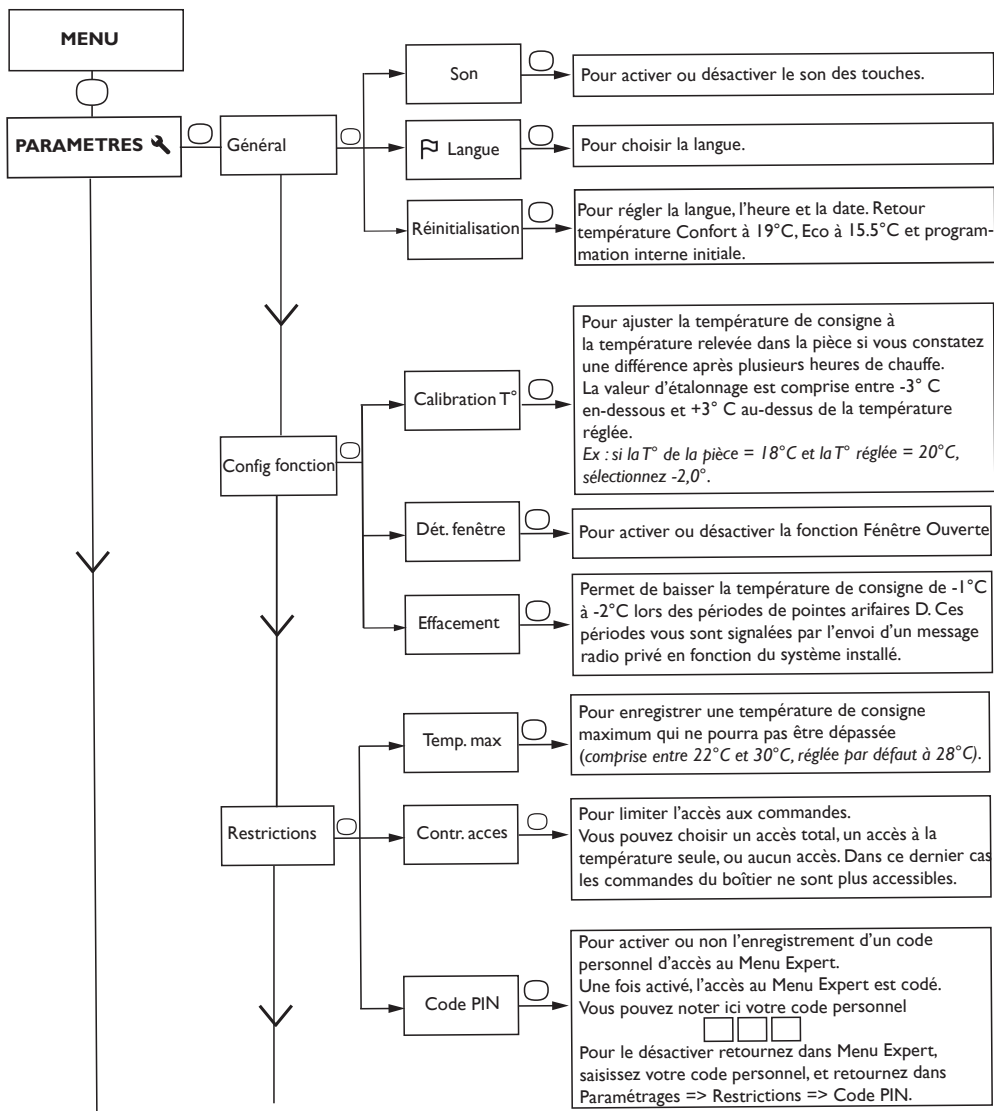 MENU
PARAMETRES
Général
Son
Pour activer ou désactiver le son des touches.
Langue
Pour choisir la langue.
Réinitialisation
Pour régler la langue, l'heure et la date. Retour
température Confort à 19°C, Eco à 15.5°C et program-
mation interne initiale.
Config fonction
Calibration T°
Pour ajuster la température de consigne à
la température relevée dans la pièce si vous constatez
une différence après plusieurs heures de chauffe.
La valeur d'étalonnage est comprise entre -3° C
en-dessous et +3° C au-dessus de la température
réglée.
Ex : si la T° de la pièce = 18°C et la T° réglée = 20°C,
sélectionnez -2,0°.
Dét. fenêtre
Pour activer ou désactiver la fonction Fénêtre Ouverte
Effacement
Permet de baisser la température de consigne de -1°C
à -2°C lors des périodes de pointes arifaires D. Ces
périodes vous sont signalées par l'envoi d'un message
radio privé en fonction du système installé.
Restrictions
Temp. max
Pour enregistrer une température de consigne
maximum qui ne pourra pas être dépassée
(comprise entre 22°C et 30°C, réglée par défaut à 28°C).
Contr. acces
Pour limiter l'accès aux commandes.
Vous pouvez choisir un accès total, un accès à la
température seule, ou aucun accès. Dans ce dernier cas
les commandes du boîtier ne sont plus accessibles.
Code PIN
Pour activer ou non l'enregistrement d'un code
personnel d'accès au Menu Expert.
Une fois activé, l'accès au Menu Expert est codé.
Vous pouvez noter ici votre code personnel
Pour le désactiver retournez dans Menu Expert,
saisissez votre code personnel, et retournez dans
Paramétrages => Restrictions => Code PIN.